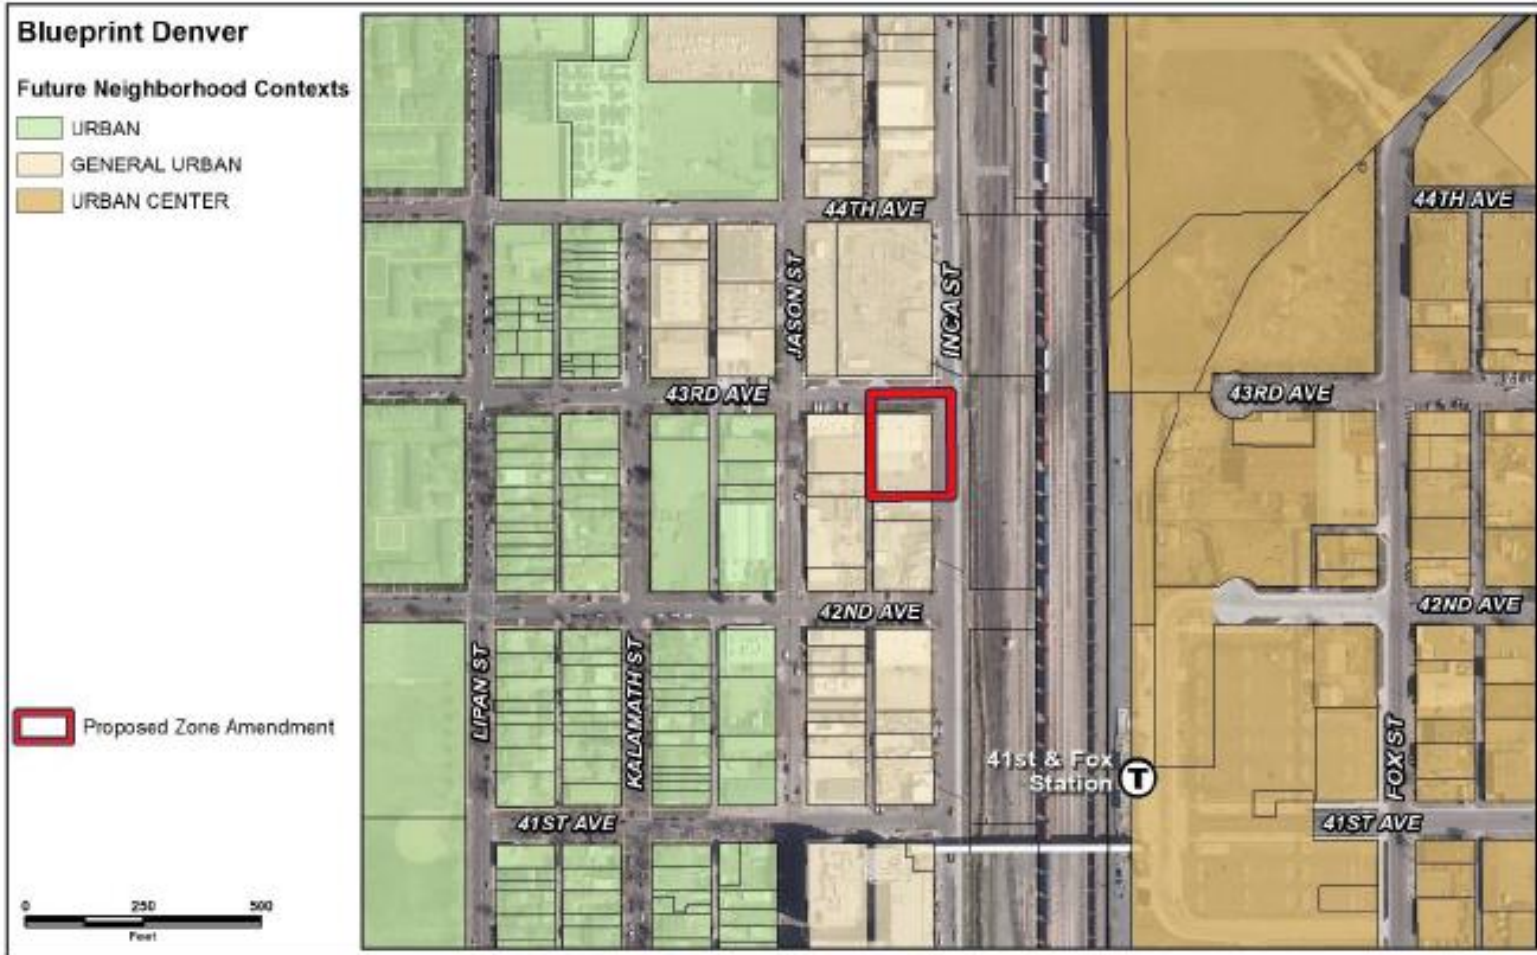 Blueprint Denver
Future Neighborhood Contexts
URBAN
GENERAL URBAN
URBAN CENTER
Proposed Zone Amendment
0 250 500
Feet
44TH AVE
44TH AVE
JASON ST
INCA ST
43RD AVE
43RD AVE
42ND AVE
42ND AVE
LIPAN ST
KALAMATH ST
41st & Fox
Station
T
FOX ST
41ST AVE
41ST AVE